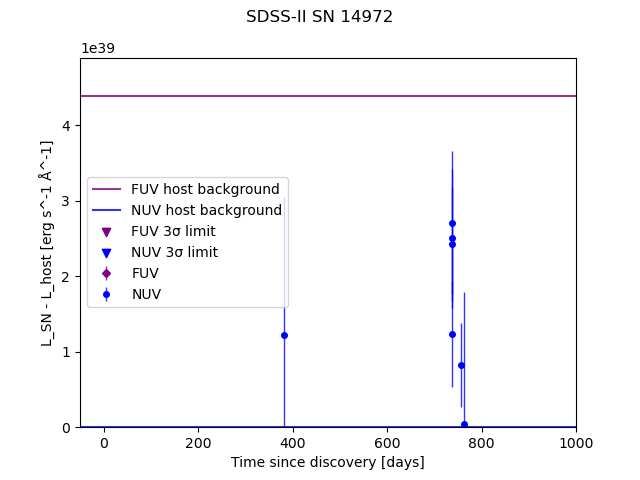 SDSS-II SN 14972
1e39
L_SN - L_host [erg s^-1 Å^-1]
4
3
2
1
0
FUV host background
NUV host background
FUV 3σ limit
NUV 3σ limit
FUV
NUV
0 200 400 600 800 1000
Time since discovery [days]